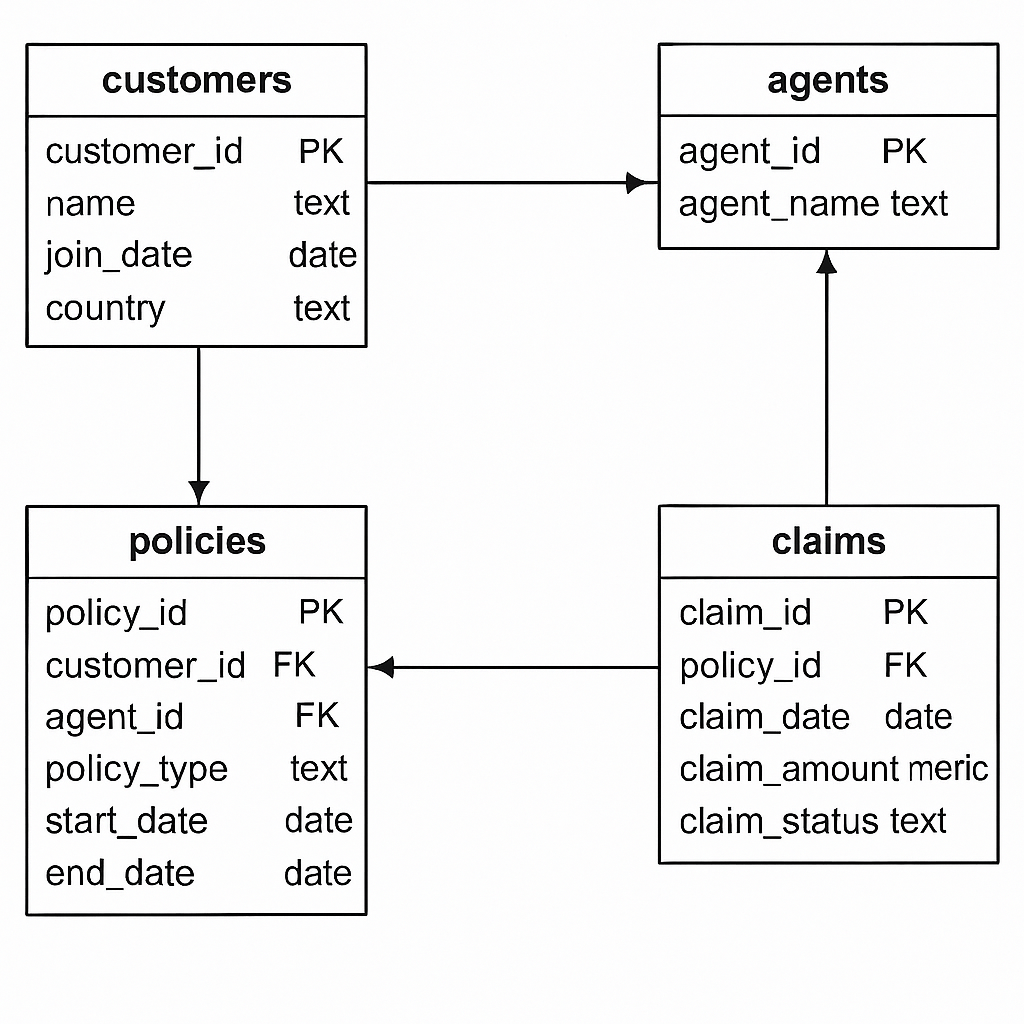 customers
customer_id PK
name text
join_date date
country text
agents
agent_id PK
agent_name text
policies
policy_id PK
customer_id FK
agent_id FK
policy_type text
start_date date
end_date date
claims
claim_id PK
policy_id FK
claim_date date
claim_amount meric
claim_status text